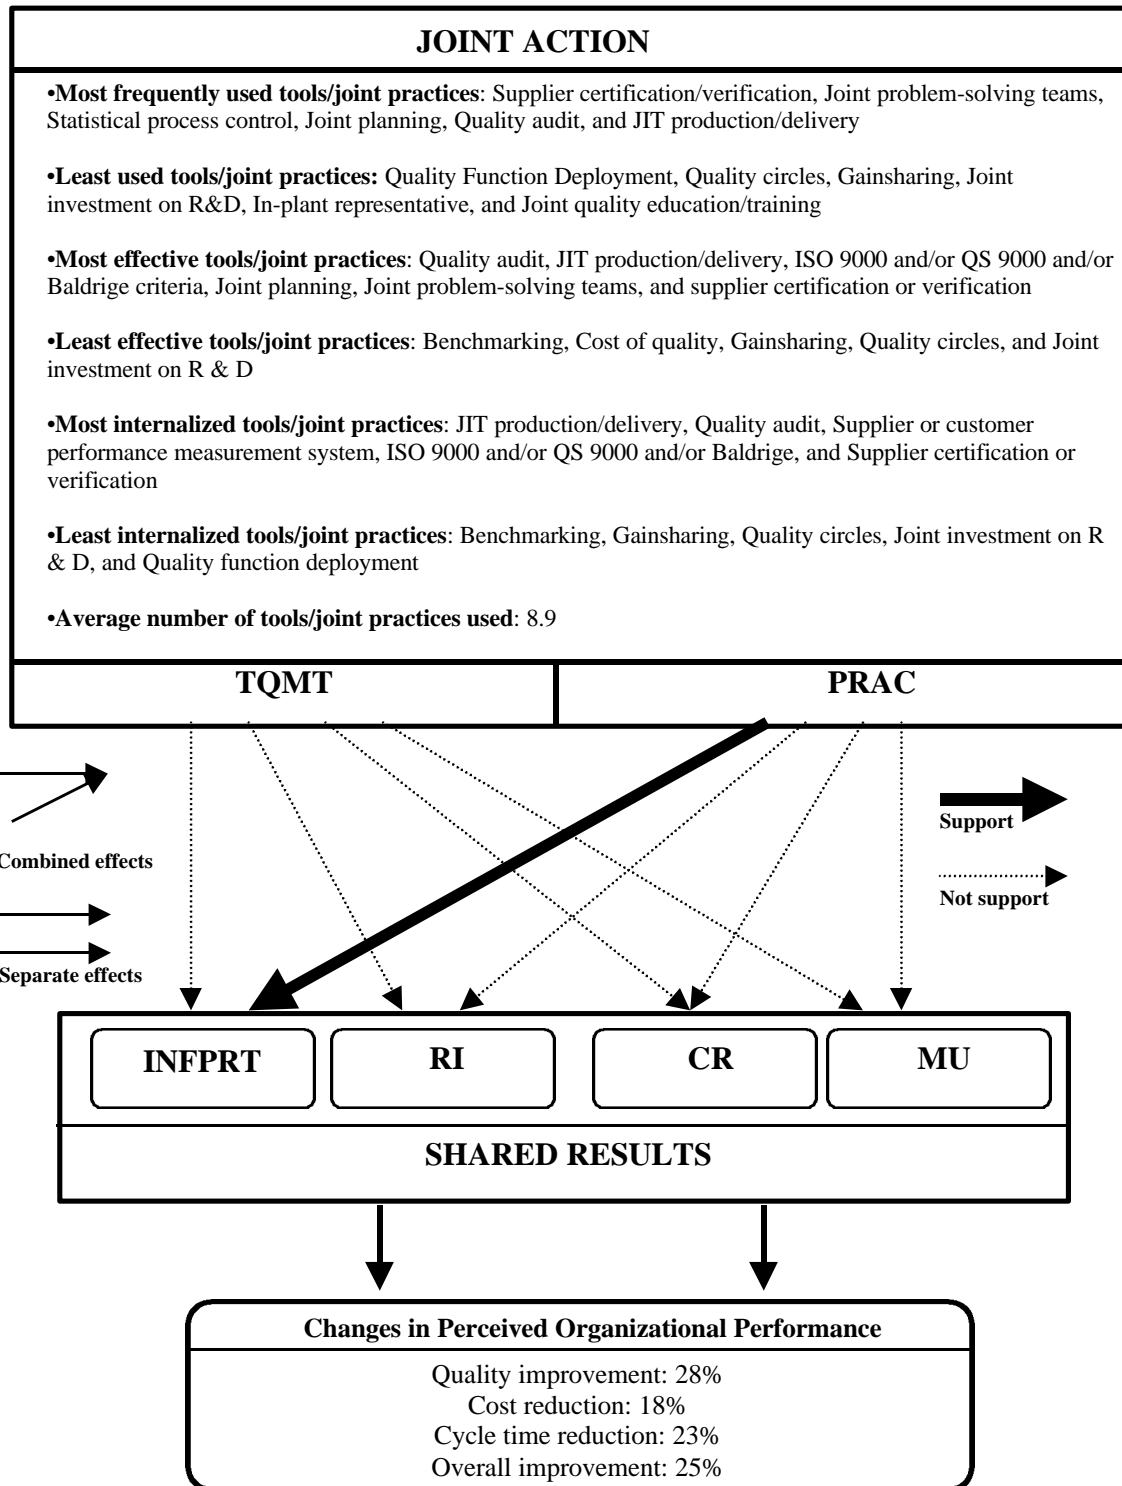 JOINT ACTION
•Most frequently used tools/joint practices: Supplier certification/verification, Joint problem-solving teams,
Statistical process control, Joint planning, Quality audit, and JIT production/delivery
•Least used tools/joint practices: Quality Function Deployment, Quality circles, Gainsharing, Joint
investment on R&D, In-plant representative, and Joint quality education/training
•Most effective tools/joint practices: Quality audit, JIT production/delivery, ISO 9000 and/or QS 9000 and/or
Baldrige criteria, Joint planning, Joint problem-solving teams, and supplier certification or verification
•Least effective tools/joint practices: Benchmarking, Cost of quality, Gainsharing, Quality circles, and Joint
investment on R & D
•Most internalized tools/joint practices: JIT production/delivery, Quality audit, Supplier or customer
performance measurement system, ISO 9000 and/or QS 9000 and/or Baldrige, and Supplier certification or
verification
•Least internalized tools/joint practices: Benchmarking, Gainsharing, Quality circles, Joint investment on R
& D, and Quality function deployment
•Average number of tools/joint practices used: 8.9
TQMT
PRAC
Support
Combined effects
Not support
Separate effects
INFPRT
RI
CR
MU
SHARED RESULTS
Changes in Perceived Organizational Performance
Quality improvement: 28%
Cost reduction: 18%
Cycle time reduction: 23%
Overall improvement: 25%